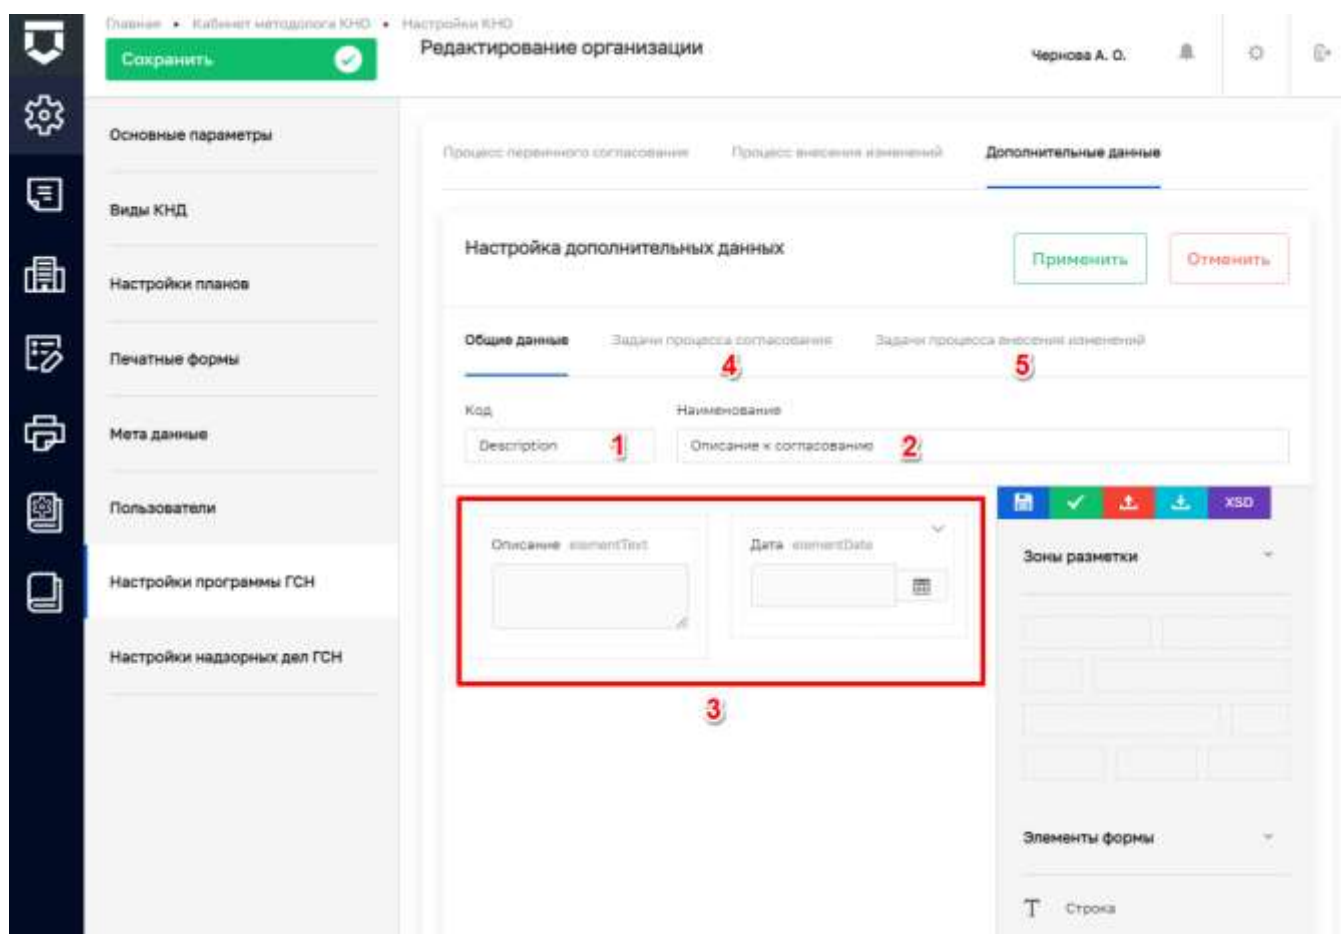 Главная • Кабинет методолога КНО • Настройки КНО
Сохранить
Редактирование организации
Чернова А. О.
Основные параметры
Виды КНД
Настройки планов
Печатные формы
Мета данные
Пользователи
Настройки программы ГСН
Настройки надзорных дел ГСН
Процесс первичного согласования
Процесс внесения изменений
Дополнительные данные
Настройка дополнительных данных
Применить
Отменить
Общие данные
Задачи процесса согласования
Задачи процесса внесения изменений
4
5
Код
Наименование
Description
1
Описание к согласованию
2
Описание elementText
Дата elementDate
3
XSD
Зоны разметки
Элементы формы
T Строка